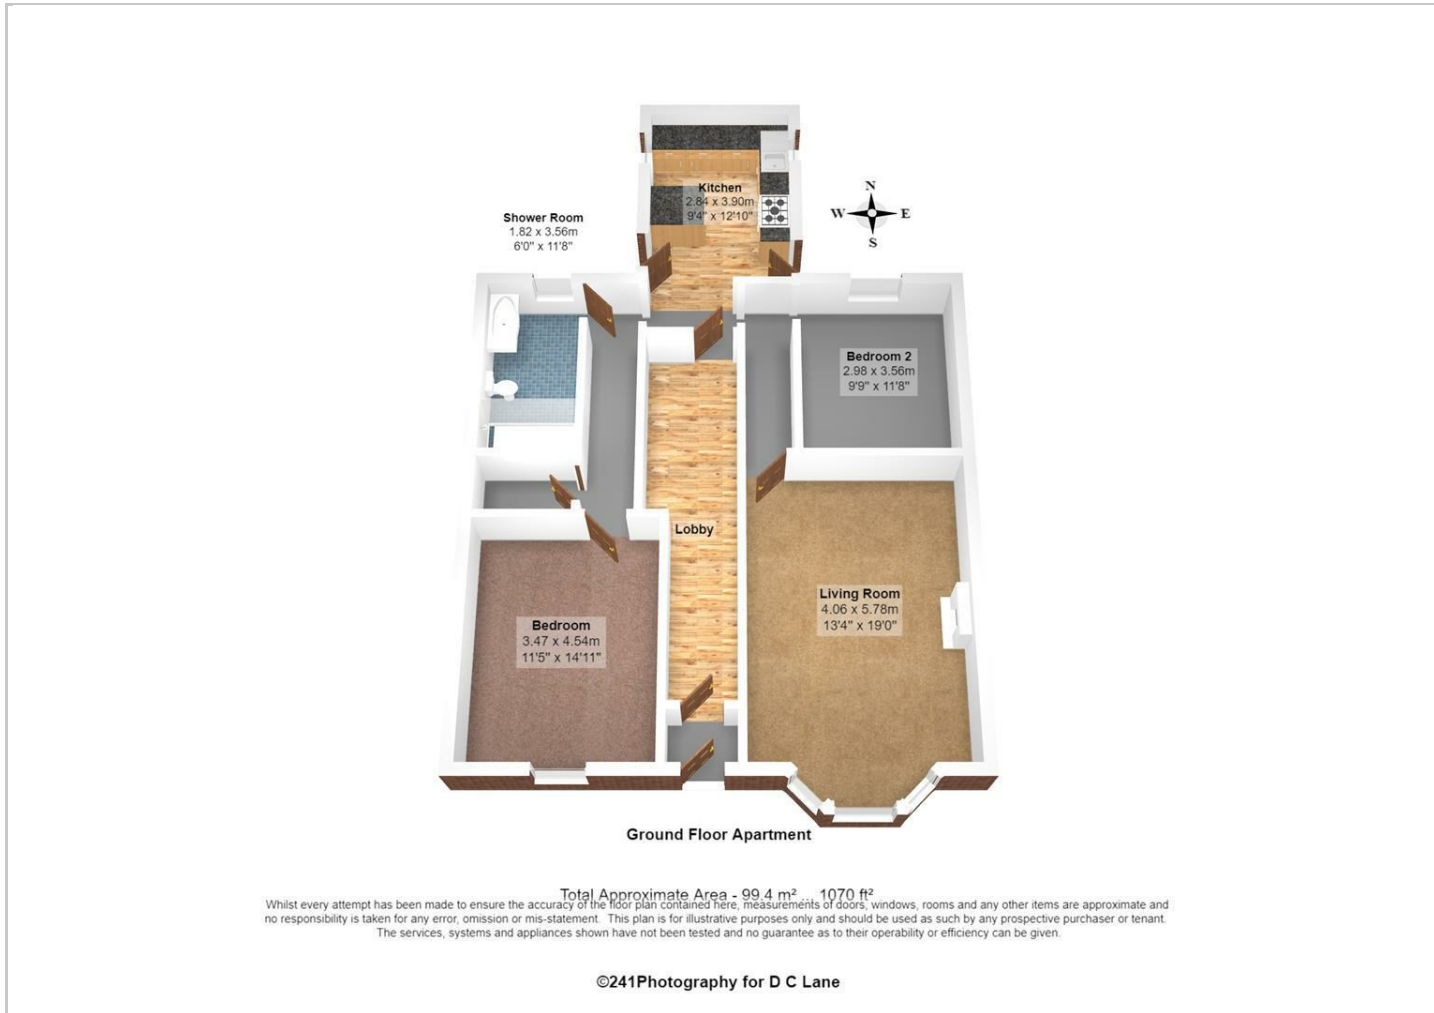 Kitchen
2.84 x 3.90m
9'4" x 12'10"
N
W E
S
Shower Room
1.82 x 3.56m
6'0" x 11'8"
Bedroom 2
2.98 x 3.56m
9'9" x 11'8"
Lobby
Living Room
4.06 x 5.78m
13'4" x 19'0"
Bedroom
3.47 x 4.54m
11'5" x 14'11"
Ground Floor Apartment
Total Approximate Area - 99.4 m² ... 1070 ft²
Whilst every attempt has been made to ensure the accuracy of the floor plan contained here, measurements of doors, windows, rooms and any other items are approximate and
no responsibility is taken for any error, omission or mis-statement. This plan is for illustrative purposes only and should be used as such by any prospective purchaser or tenant.
The services, systems and appliances shown have not been tested and no guarantee as to their operability or efficiency can be given.
©241Photography for D C Lane